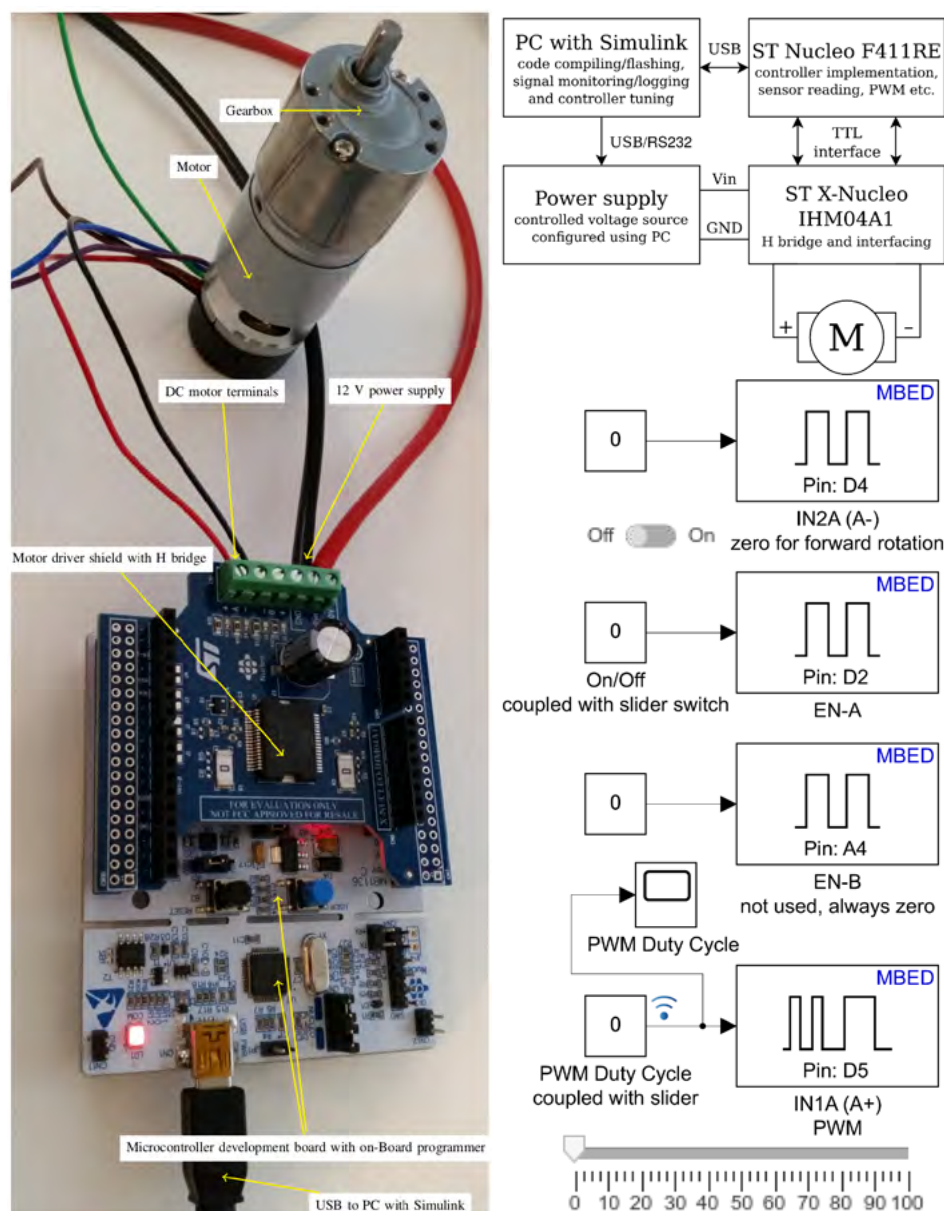 Gearbox
Motor
DC motor terminals
12 V power supply
Motor driver shield with H bridge
FOR EVALUATION ONLY
NOT FCC APPROVED FOR RESALE
Microcontroller development board with on-Board programmer
USB to PC with Simulink
PC with Simulink
code compiling/flashing,
signal monitoring/logging
and controller tuning
USB
ST Nucleo F411RE
controller implementation,
sensor reading, PWM etc.
USB/RS232
TTL
interface
Power supply
controlled voltage source
configured using PC
Vin
GND
ST X-Nucleo
IHM04A1
H bridge and interfacing
+
M
-
0
MBED
Pin: D4
IN2A (A-)
zero for forward rotation
Off
On
0
On/Off
coupled with slider switch
MBED
Pin: D2
EN-A
0
MBED
Pin: A4
EN-B
not used, always zero
PWM Duty Cycle
0
PWM Duty Cycle
coupled with slider
MBED
Pin: D5
IN1A (A+)
PWM
0 10 20 30 40 50 60 70 80 90 100